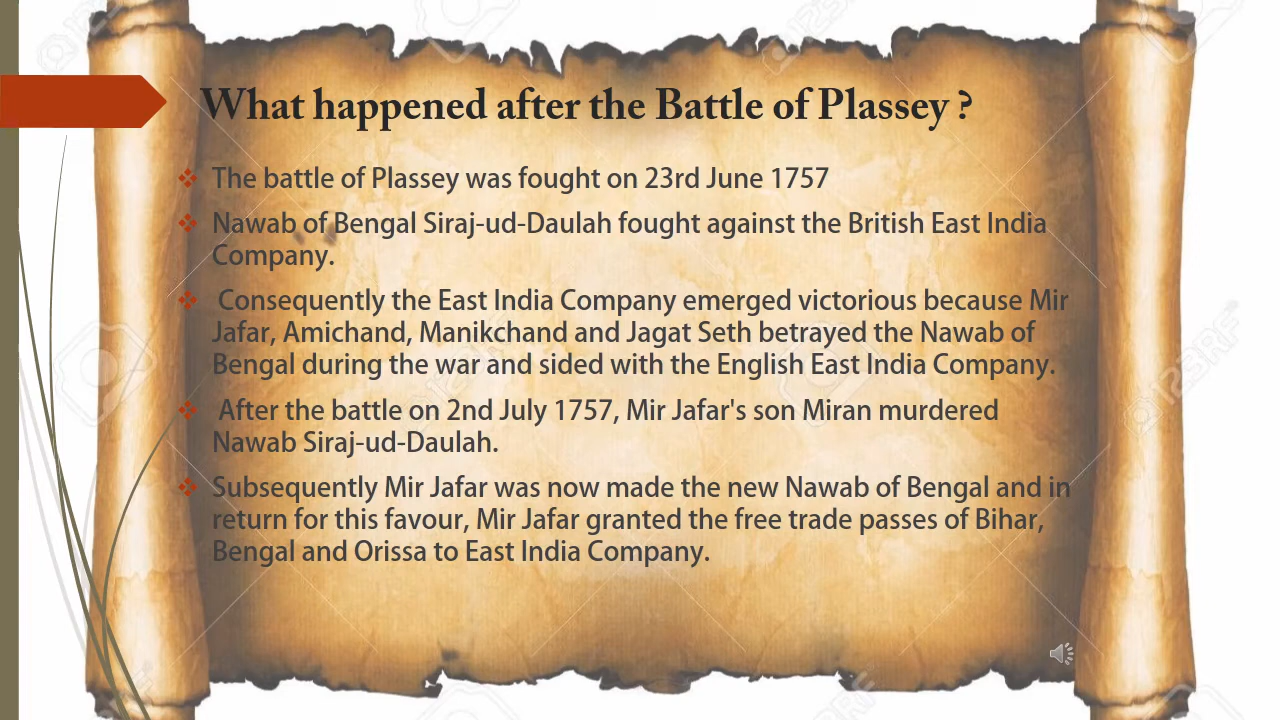 What happened after the Battle of Plassey ?
The battle of Plassey was fought on 23rd June 1757
Nawab of Bengal Siraj-ud-Daulah fought against the British East India
Company.
Consequently the East India Company emerged victorious because Mir
Jafar, Amichand, Manikchand and Jagat Seth betrayed the Nawab of
Bengal during the war and sided with the English East India Company.
After the battle on 2nd July 1757, Mir Jafar's son Miran murdered
Nawab Siraj-ud-Daulah.
Subsequently Mir Jafar was now made the new Nawab of Bengal and in
return for this favour, Mir Jafar granted the free trade passes of Bihar,
Bengal and Orissa to East India Company.
123RF